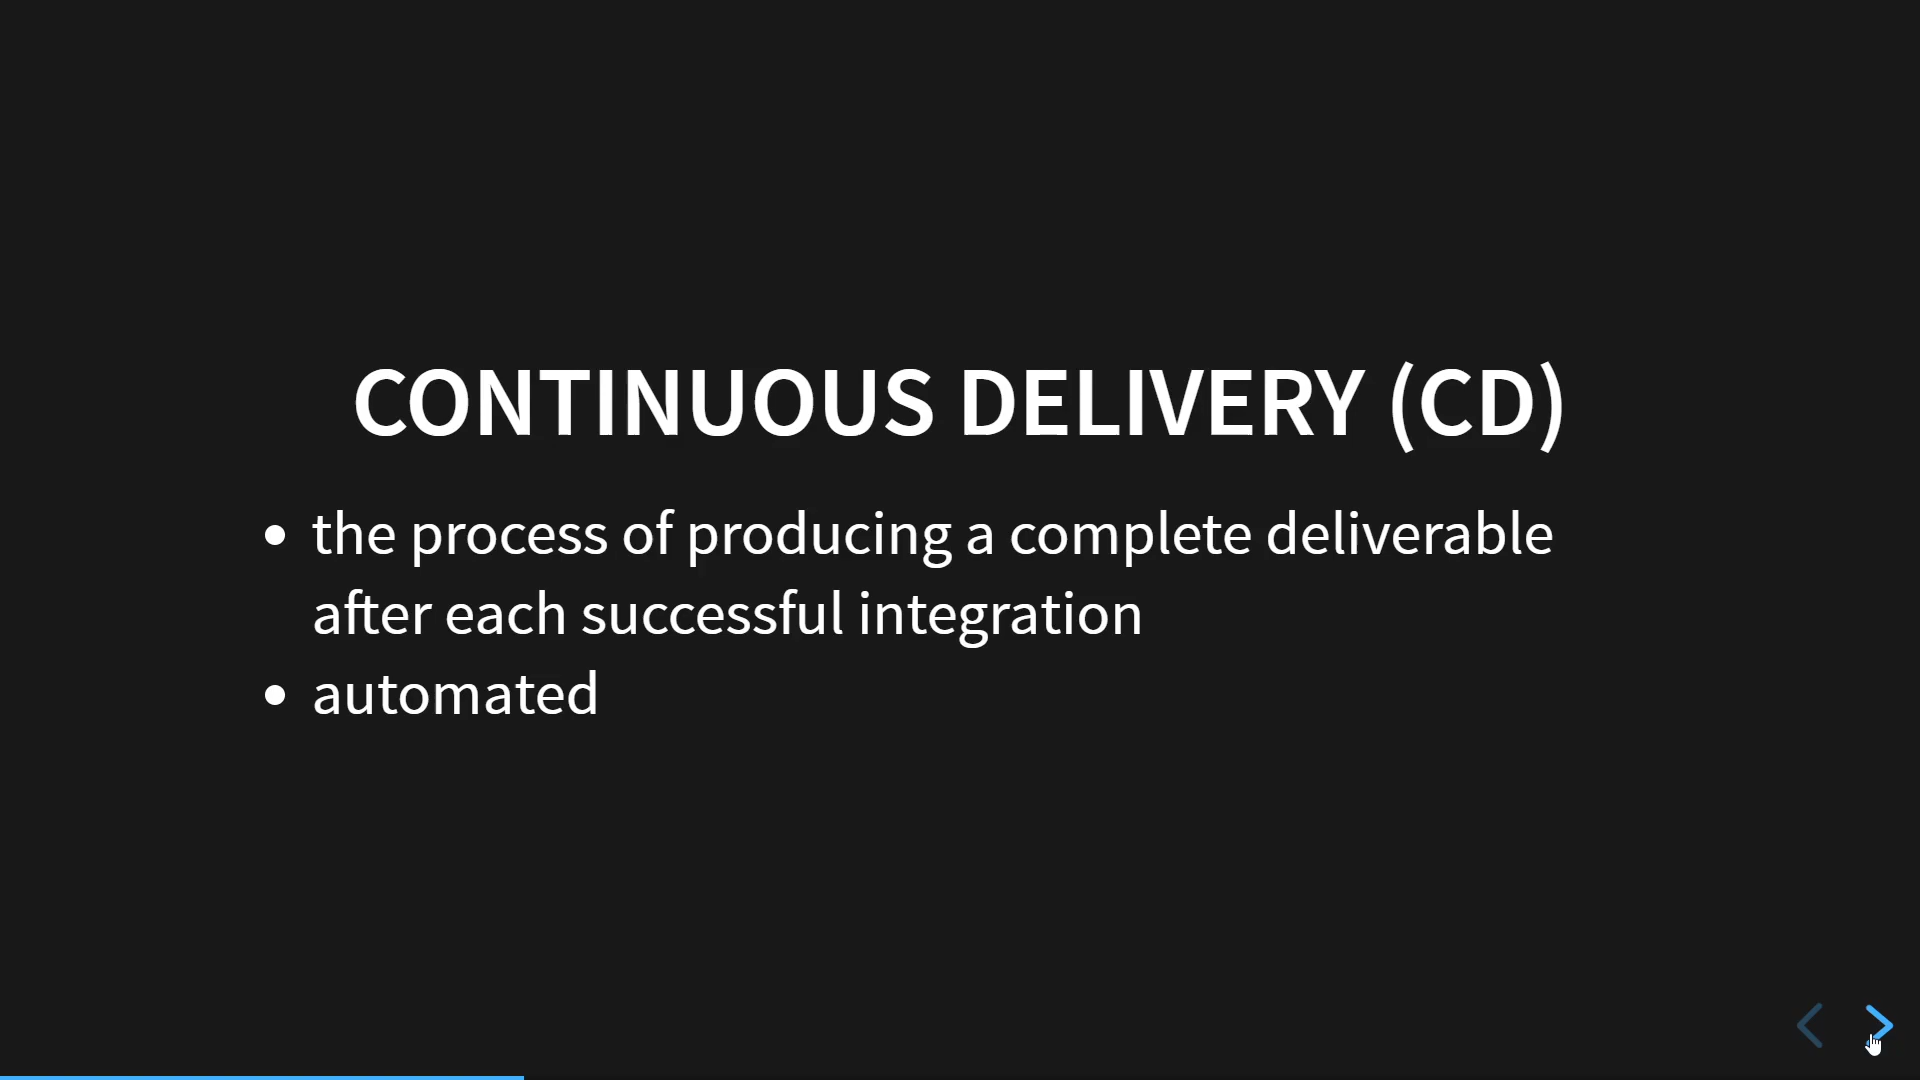 CONTINUOUS DELIVERY (CD)
• the process of producing a complete deliverable
after each successful integration
• automated